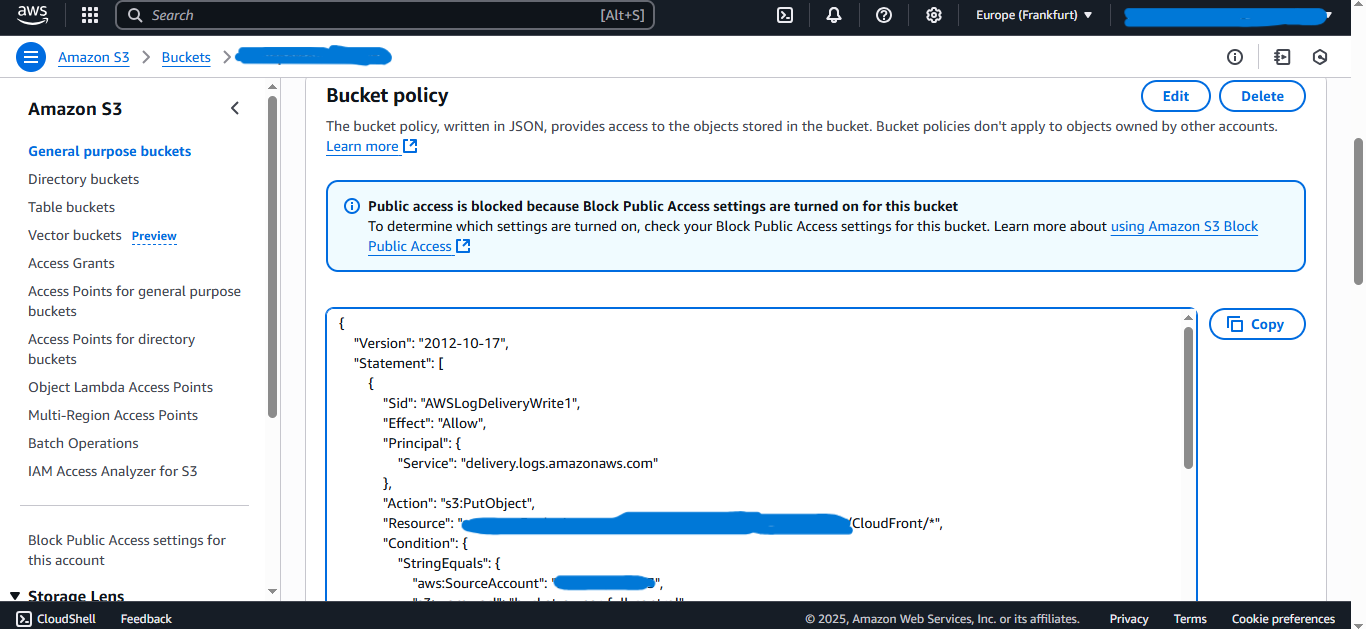 aws
Search [Alt+S]
Europe (Frankfurt)
Amazon S3
Buckets
Amazon S3
General purpose buckets
Directory buckets
Table buckets
Vector buckets Preview
Access Grants
Access Points for general purpose
buckets
Access Points for directory
buckets
Object Lambda Access Points
Multi-Region Access Points
Batch Operations
IAM Access Analyzer for S3
Block Public Access settings for
this account
Storage Lens
Bucket policy
Edit
Delete
The bucket policy, written in JSON, provides access to the objects stored in the bucket. Bucket policies don't apply to objects owned by other accounts.
Learn more
Public access is blocked because Block Public Access settings are turned on for this bucket
To determine which settings are turned on, check your Block Public Access settings for this bucket. Learn more about using Amazon S3 Block
Public Access
Copy
{
"Version": "2012-10-17",
"Statement": [
{
"Sid": "AWSLogDeliveryWrite1",
"Effect": "Allow",
"Principal": {
"Service": "delivery.logs.amazonaws.com"
},
"Action": "s3:PutObject",
"Resource": "/CloudFront/*",
"Condition": {
"StringEquals": {
"aws:SourceAccount": "",
CloudShell
Feedback
© 2025, Amazon Web Services, Inc. or its affiliates.
Privacy
Terms
Cookie preferences